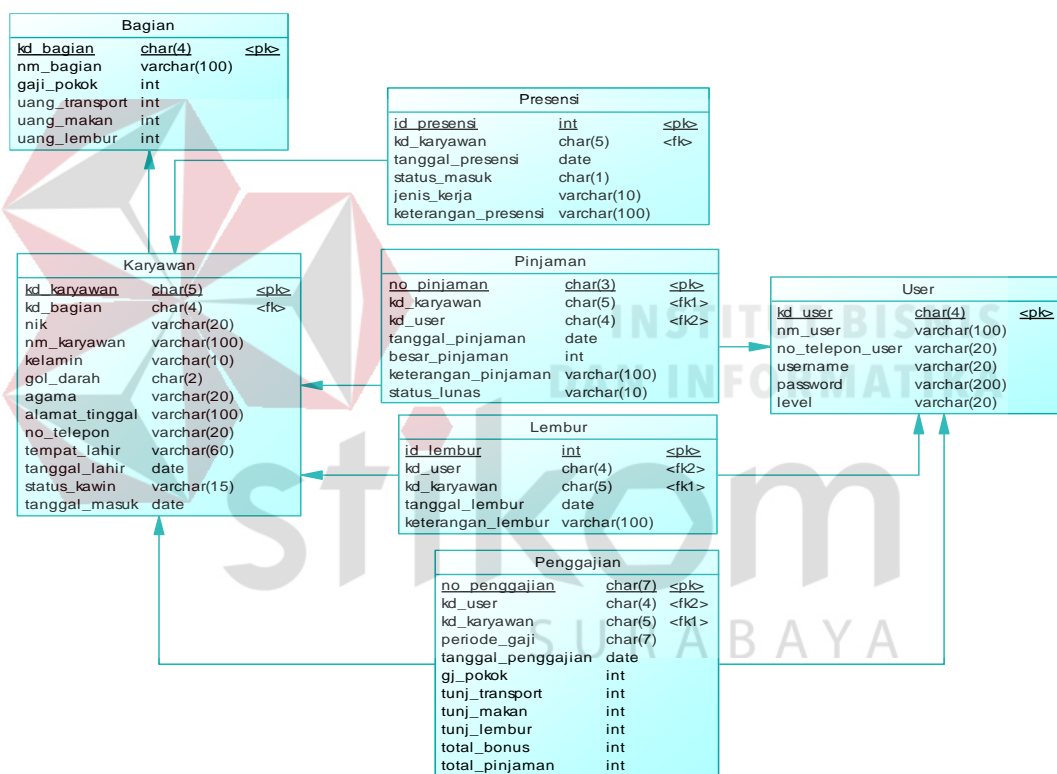 Bagian
kd_bagian char(4) <pk>
nm_bagian varchar(100)
gaji_pokok int
uang_transport int
uang_makan int
uang_lembur int
Presensi
id_presensi int <pk>
kd_karyawan char(5) <fk>
tanggal_presensi date
status_masuk char(1)
jenis_kerja varchar(10)
keterangan_presensi varchar(100)
Karyawan
kd_karyawan char(5) <pk>
kd_bagian char(4) <fk>
nik varchar(20)
nm_karyawan varchar(100)
kelamin varchar(10)
gol_darah char(2)
agama varchar(20)
alamat_tinggal varchar(100)
no_telepon varchar(20)
tempat_lahir varchar(60)
tanggal_lahir date
status_kawin varchar(15)
tanggal_masuk date
Pinjaman
no_pinjaman char(3) <pk>
kd_karyawan char(5) <fk1>
kd_user char(4) <fk2>
tanggal_pinjaman date
besar_pinjaman int
keterangan_pinjaman varchar(100)
status_lunas varchar(10)
User
kd_user char(4) <pk>
nm_user varchar(100)
no_telepon_user varchar(20)
username varchar(20)
password varchar(200)
level varchar(20)
Lembur
id_lembur int <pk>
kd_user char(4) <fk2>
kd_karyawan char(5) <fk1>
tanggal_lembur date
keterangan_lembur varchar(100)
Penggajian
no_penggajian char(7) <pk>
kd_user char(4) <fk2>
kd_karyawan char(5) <fk1>
periode_gaji char(7)
tanggal_penggajian date
gj_pokok int
tunj_transport int
tunj_makan int
tunj_lembur int
total_bonus int
total_pinjaman int
INSTITUT BISNIS
DAN INFORMATIKA
stikom
SURABAYA